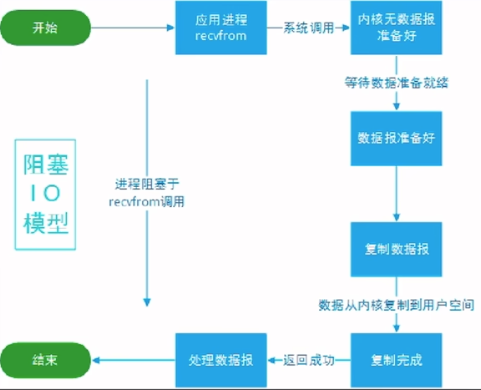 开始
应用进程
recvfrom
系统调用
内核无数据报
准备好
等待数据准备就绪
数据报准备好
阻塞
IO
模型
进程阻塞于
recvfrom调用
复制数据报
数据从内核复制到用户空间
复制完成
返回成功
处理数据报
结束